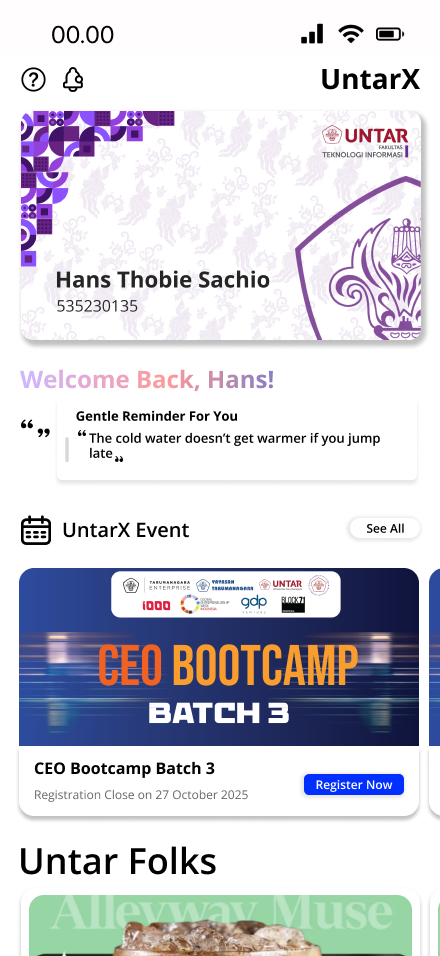 00.00
UntarX
UNTAR
FAKULTAS
TEKNOLOGI INFORMASI
Hans Thobie Sachio
535230135
Welcome Back, Hans!
Gentle Reminder For You
“ The cold water doesn’t get warmer if you jump
late „
UntarX Event
See All
TARUMANAGARA
ENTERPRISE
YAYASAN
TARUMANAGARA
UNTAR
1000
gdp
VENTURE
BLOCK71
CEO BOOTCAMP
BATCH 3
CEO Bootcamp Batch 3
Registration Close on 27 October 2025
Register Now
Untar Folks
Alleyway Muse